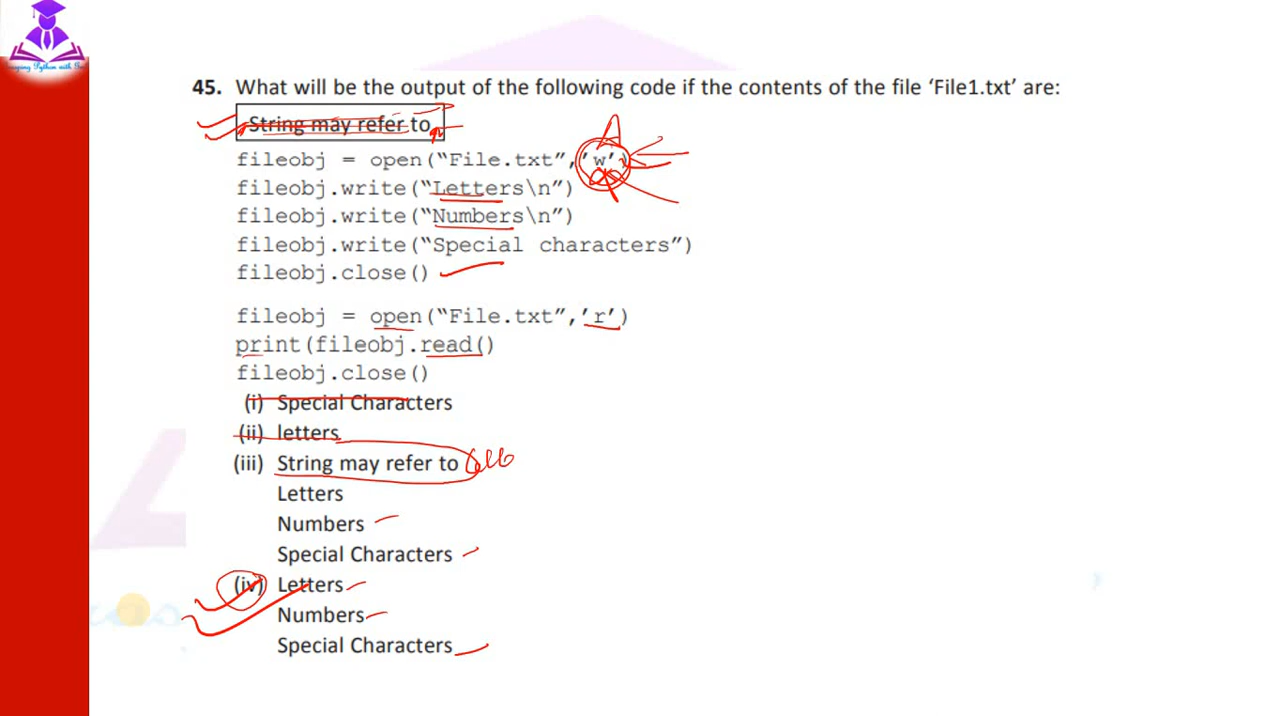 45. What will be the output of the following code if the contents of the file ‘File1.txt’ are:
String may refer to
fileobj = open(“File.txt”,’w’)
A
fileobj.write(“Letters\n”)
fileobj.write(“Numbers\n”)
fileobj.write(“Special characters”)
fileobj.close()
fileobj = open(“File.txt”,’r’)
print(fileobj.read()
fileobj.close()
(i) Special Characters
(ii) letters
(iii) String may refer to
Letters
Numbers
Special Characters
(iv) Letters
Numbers
Special Characters